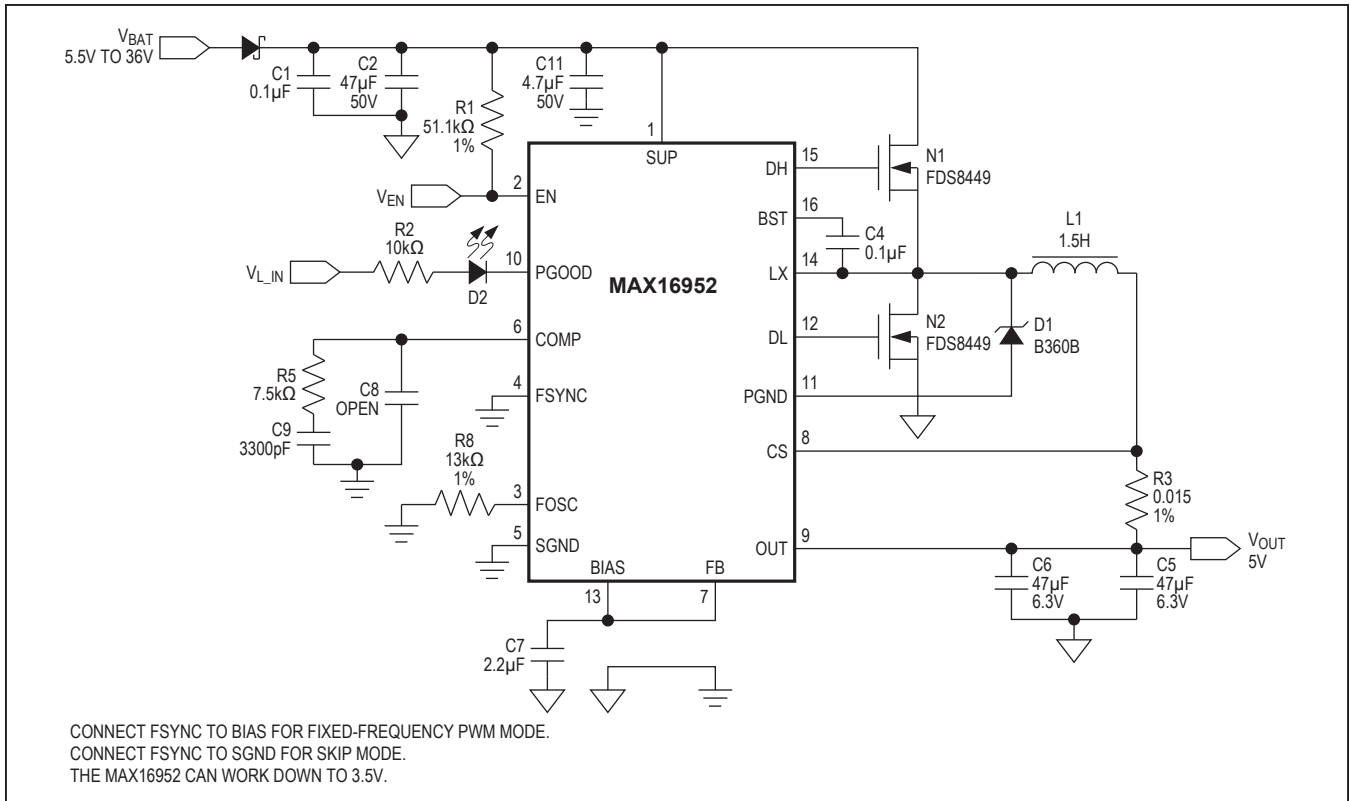 VBAT
5.5V TO 36V
C1
0.1µF
C2
47µF
50V
R1
51.1kΩ
1%
C11
4.7µF
50V
1
SUP
VEN
2
EN
R2
10kΩ
VL_IN
D2
10
PGOOD
MAX16952
6
COMP
R5
7.5kΩ
C8
OPEN
C9
3300pF
4
FSYNC
R8
13kΩ
1%
3
FOSC
5
SGND
BIAS
13
FB
7
C7
2.2µF
DH
15
N1
FDS8449
BST
16
C4
0.1µF
LX
14
L1
1.5H
DL
12
N2
FDS8449
D1
B360B
PGND
11
CS
8
R3
0.015
1%
OUT
9
VOUT
5V
C6
47µF
6.3V
C5
47µF
6.3V
CONNECT FSYNC TO BIAS FOR FIXED-FREQUENCY PWM MODE.
CONNECT FSYNC TO SGND FOR SKIP MODE.
THE MAX16952 CAN WORK DOWN TO 3.5V.